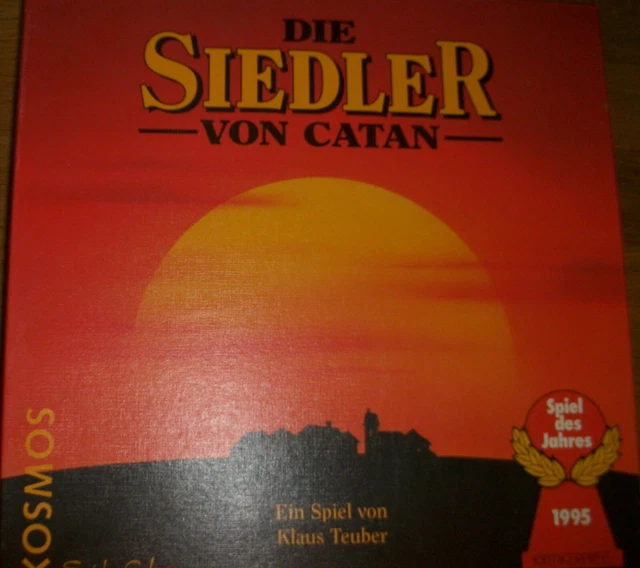 DIE
SIEDLER
VON CATAN
Spiel
des
Jahres
1995
Ein Spiel von
Klaus Teuber
KOSMOS